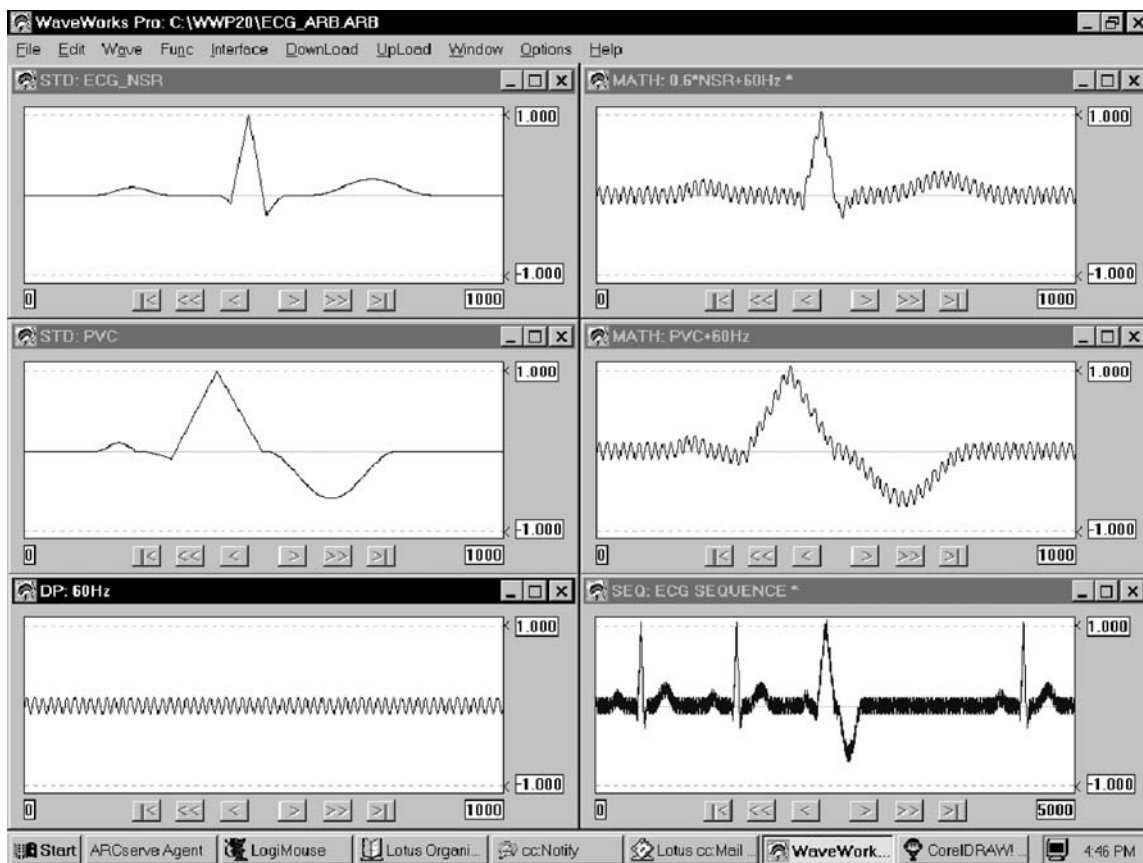 WaveWorks Pro: C:\WWP20\ECG_ARB.ARB
File Edit Wave Func Interface DownLoad UpLoad Window Options Help
STD: ECG_NSR
1.000
-1.000
0 |< << < > >> >| 1000
MATH: 0.6*NSR+60Hz *
1.000
-1.000
0 |< << < > >> >| 1000
STD: PVC
1.000
-1.000
0 |< << < > >> >| 1000
MATH: PVC+60Hz
1.000
-1.000
0 |< << < > >> >| 1000
DP: 60Hz
1.000
-1.000
0 |< << < > >> >| 1000
SEQ: ECG SEQUENCE *
1.000
-1.000
0 |< << < > >> >| 5000
Start ARCserve Agent LogiMouse Lotus Organi... cc:Notify Lotus cc:Mail ... WaveWork... CorelDRAW! ... 4:46 PM